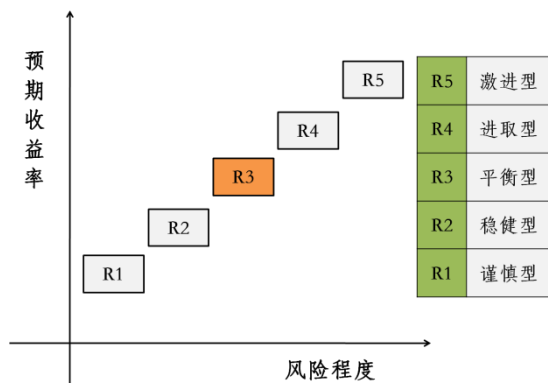 预期收益率
R5
R4
R3
R2
R1
风险程度
R5 激进型
R4 进取型
R3 平衡型
R2 稳健型
R1 谨慎型